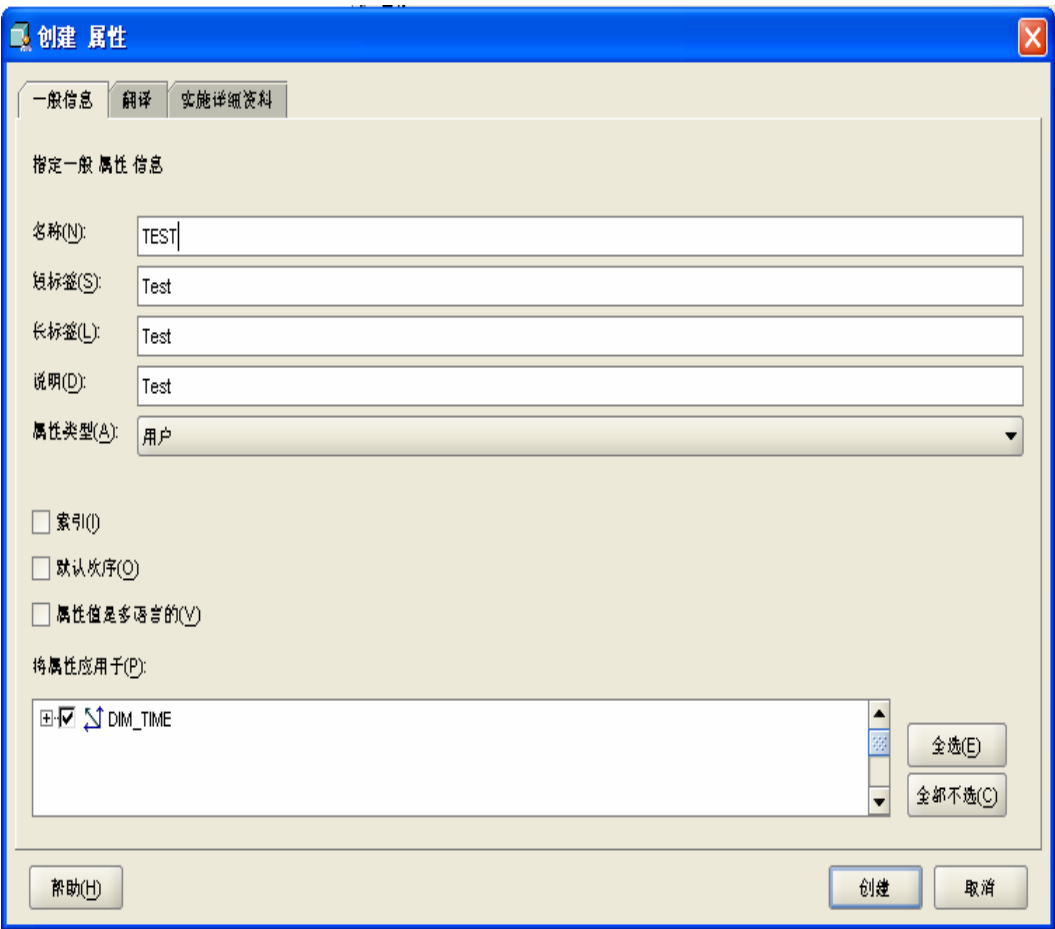 创建 属性
一般信息 翻译 实施详细资料
指定一般 属性 信息
名称(N): TEST
短标签(S): Test
长标签(L): Test
说明(D): Test
属性类型(A): 用户
索引(I)
默认次序(O)
属性值是多语言的(V)
将属性应用于(P):
DIM_TIME
全选(E)
全部不选(C)
帮助(H) 创建 取消